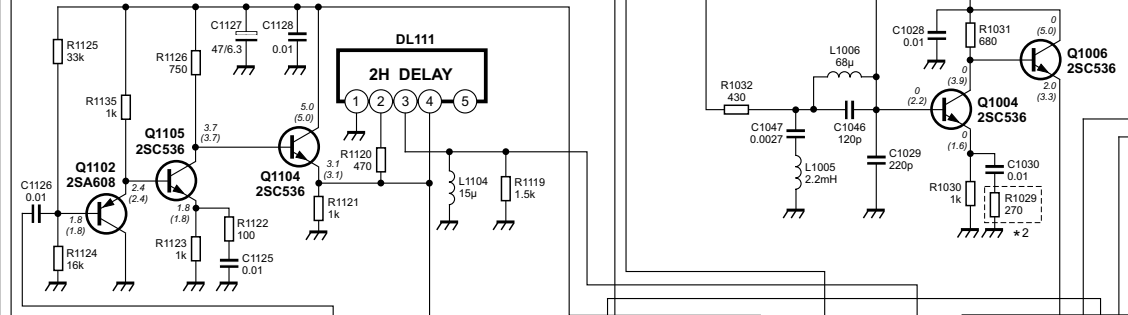 C1127
47/6.3
C1128
0.01
R1125
33k
R1126
750
R1135
1k
DL111
2H DELAY
1 2 3 4 5
Q1105
2SC536
3.7
(3.7)
5.0
(5.0)
Q1104
2SC536
3.1
(3.1)
R1120
470
Q1102
2SA608
2.4
(2.4)
C1126
0.01
1.8
(1.8)
1.8
(1.8)
R1122
100
R1121
1k
L1104
15μ
R1119
1.5k
R1124
16k
R1123
1k
C1125
0.01
C1028
0.01
R1031
680
0
(5.0)
Q1006
2SC536
L1006
68μ
0
(3.9)
2.0
(3.3)
R1032
430
0
(2.2)
Q1004
2SC536
C1047
0.0027
C1046
120p
0
(1.6)
L1005
2.2mH
C1029
220p
C1030
0.01
R1030
1k
R1029
270
*2